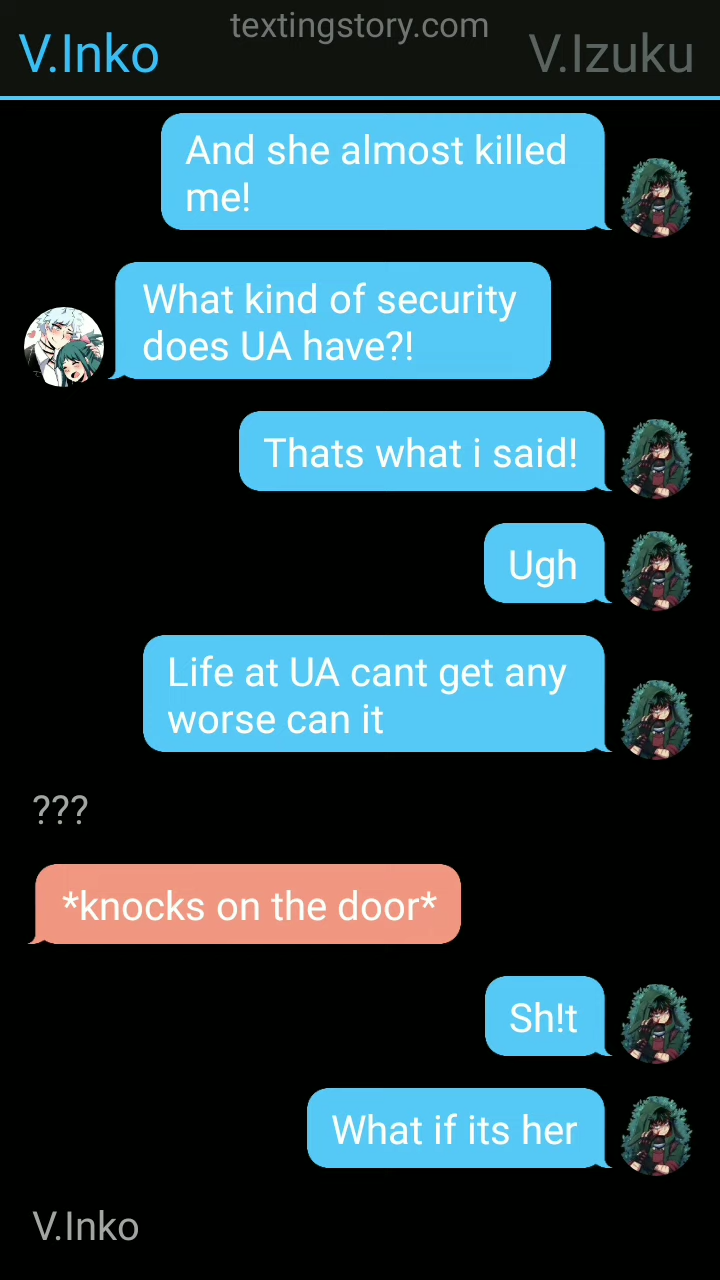 textingstory.com
V.Inko
V.Izuku
And she almost killed
me!
What kind of security
does UA have?!
Thats what i said!
Ugh
Life at UA cant get any
worse can it
???
*knocks on the door*
Sh!t
What if its her
V.Inko